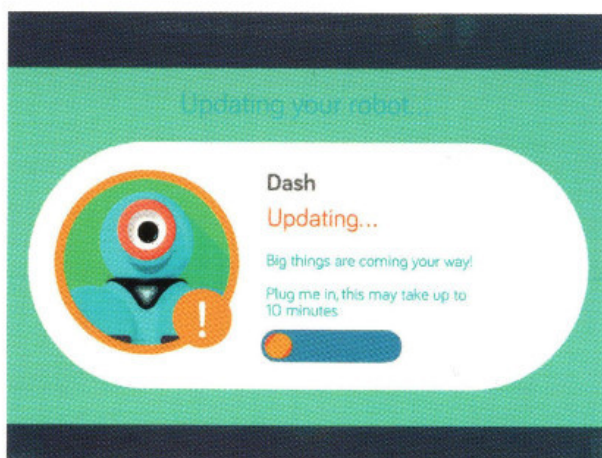 Updating your robot...
Dash
Updating...
Big things are coming your way!
Plug me in, this may take up to
10 minutes
!